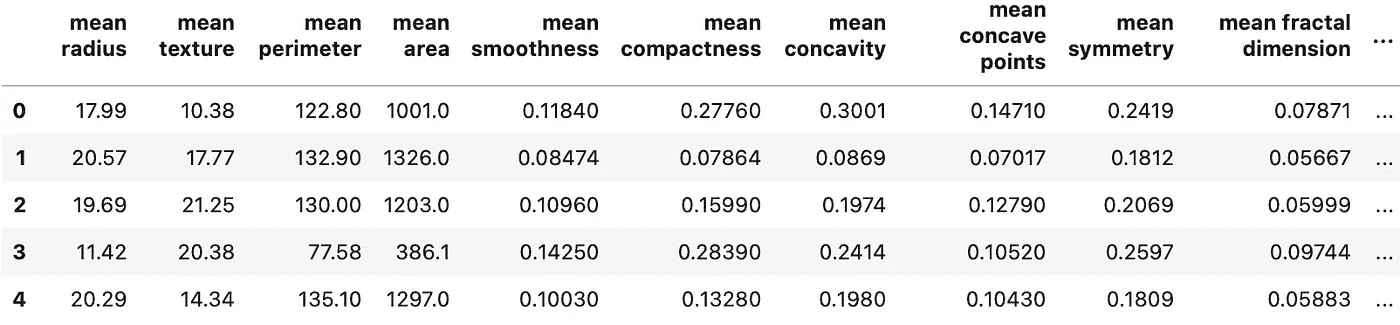 mean radius mean texture mean perimeter mean area mean smoothness mean compactness mean concavity mean concave points mean symmetry mean fractal dimension ...
0 17.99 10.38 122.80 1001.0 0.11840 0.27760 0.3001 0.14710 0.2419 0.07871 ...
1 20.57 17.77 132.90 1326.0 0.08474 0.07864 0.0869 0.07017 0.1812 0.05667 ...
2 19.69 21.25 130.00 1203.0 0.10960 0.15990 0.1974 0.12790 0.2069 0.05999 ...
3 11.42 20.38 77.58 386.1 0.14250 0.28390 0.2414 0.10520 0.2597 0.09744 ...
4 20.29 14.34 135.10 1297.0 0.10030 0.13280 0.1980 0.10430 0.1809 0.05883 ...